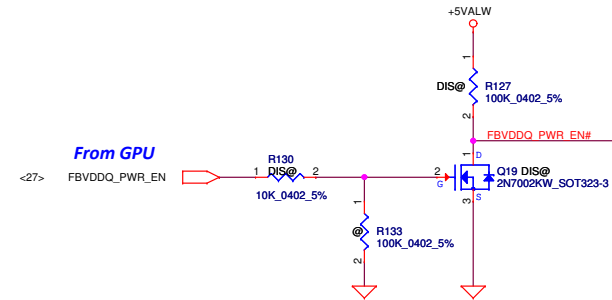 +5VALW
1
DIS@
R127
100K_0402_5%
2
FBVDDQ_PWR_EN#
From GPU
<27>
FBVDDQ_PWR_EN
R130
1 DIS@ 2
10K_0402_5%
1 D
2
G
Q19 DIS@
2N7002KW_SOT323-3
S
3
1
@
R133
100K_0402_5%
2